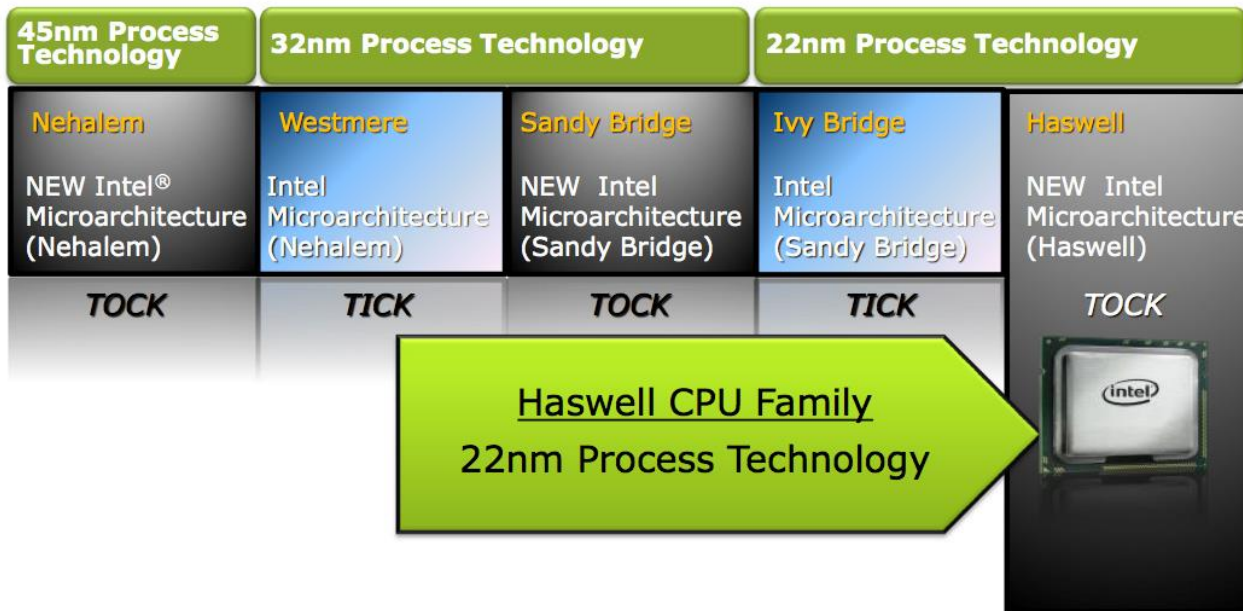 45nm Process
Technology
32nm Process Technology
22nm Process Technology
Nehalem
NEW Intel®
Microarchitecture
(Nehalem)
TOCK
Westmere
Intel
Microarchitecture
(Nehalem)
TICK
Sandy Bridge
NEW Intel
Microarchitecture
(Sandy Bridge)
TOCK
Ivy Bridge
Intel
Microarchitecture
(Sandy Bridge)
TICK
Haswell
NEW Intel
Microarchitecture
(Haswell)
TOCK
intel
Haswell CPU Family
22nm Process Technology